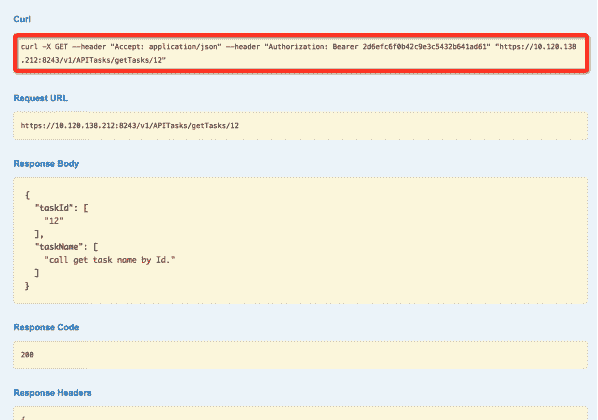 Curl
curl -X GET --header "Accept: application/json" --header "Authorization: Bearer 2d6efc6f0b42c9e3c5432b641ad61" "https://10.120.138
.212:8243/v1/APITasks/getTasks/12"
Request URL
https://10.120.138.212:8243/v1/APITasks/getTasks/12
Response Body
{
"taskId": [
"12"
],
"taskName": [
"call get task name by Id."
]
}
Response Code
200
Response Headers
{